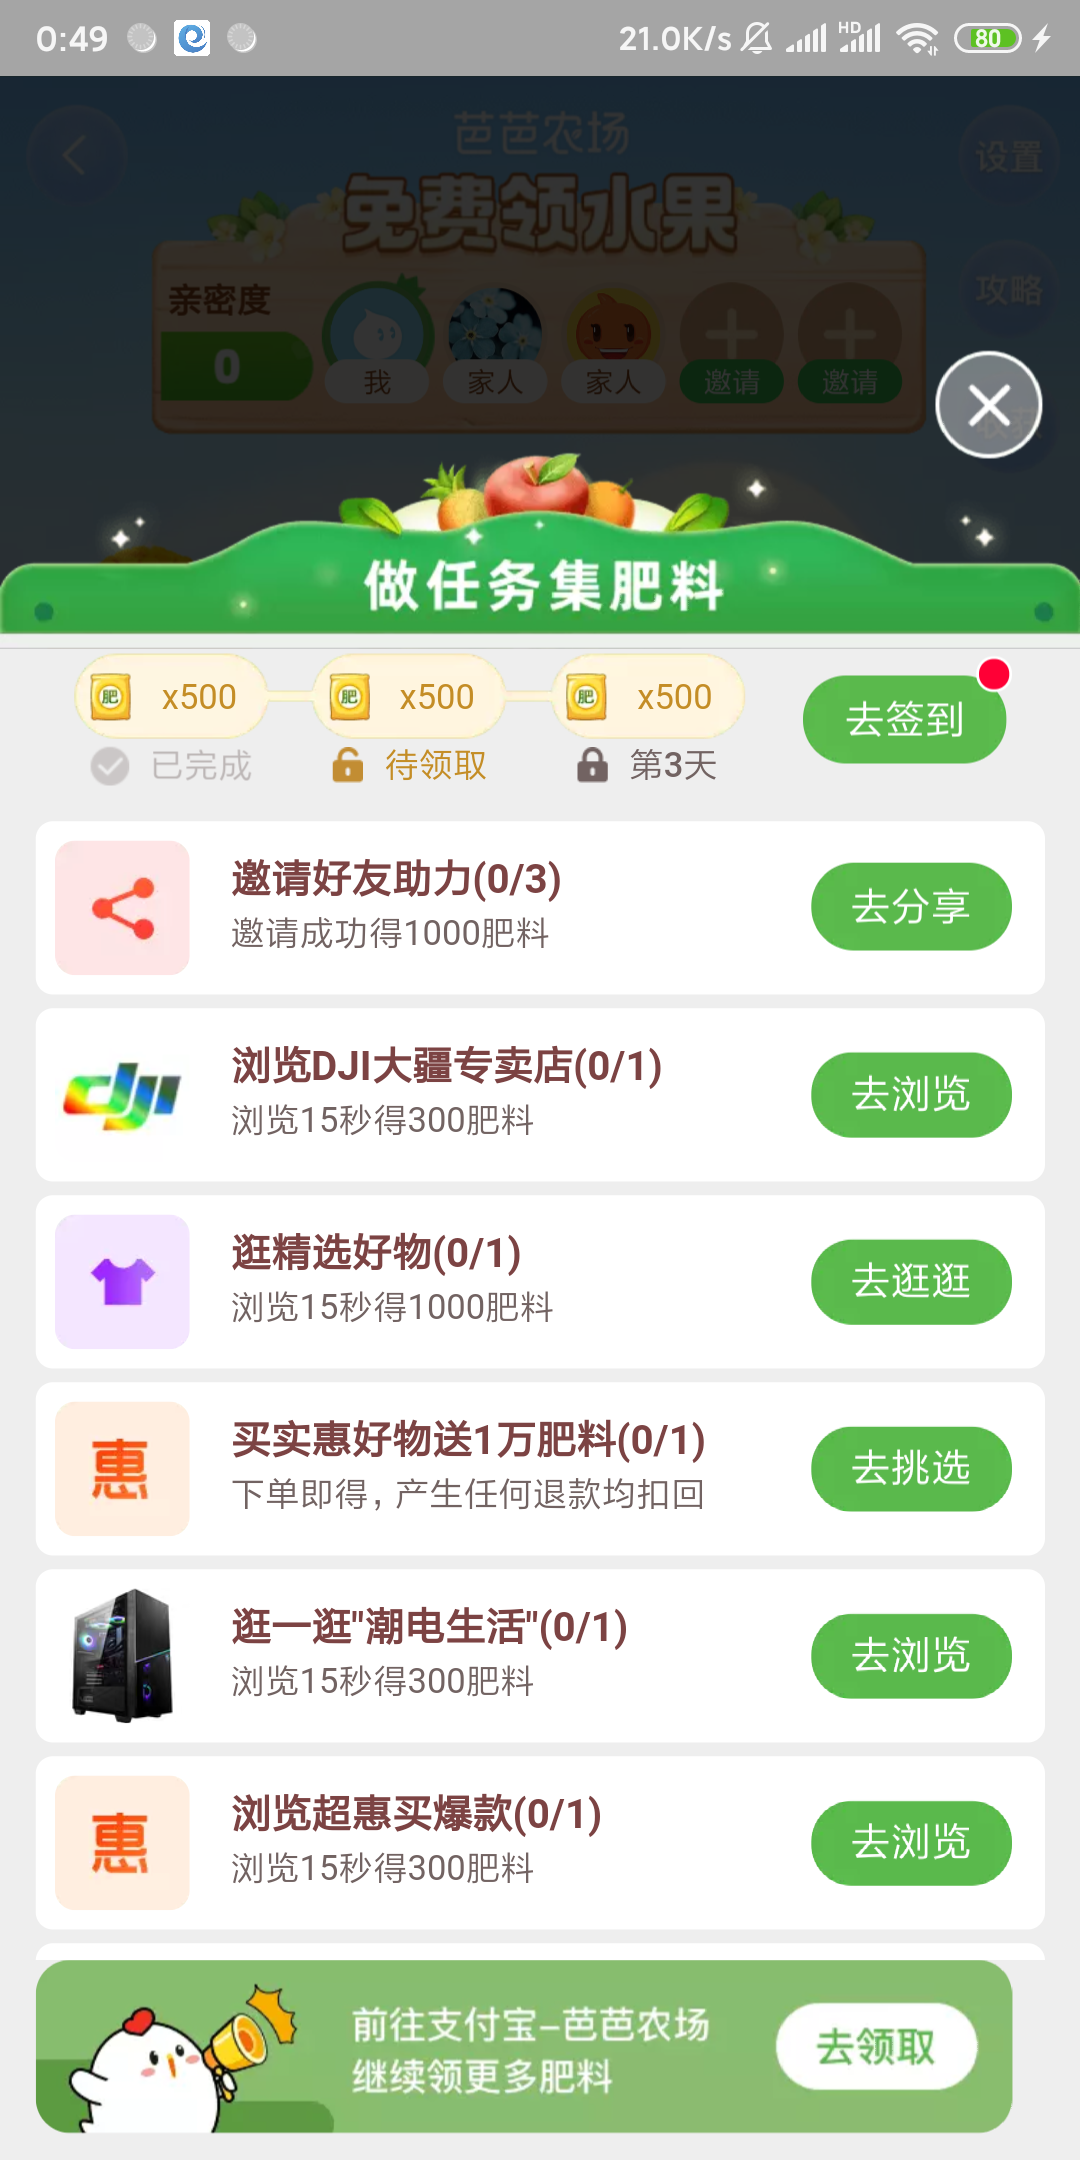 0:49
21.0K/s
HD
80
芭芭农场
设置
免费领水果
亲密度
攻略
0
我
家人
家人
邀请
邀请
做任务集肥料
肥
x500
肥
x500
肥
x500
去签到
已完成
待领取
第3天
邀请好友助力(0/3)
邀请成功得1000肥料
去分享
dji
浏览DJI大疆专卖店(0/1)
浏览15秒得300肥料
去浏览
逛精选好物(0/1)
浏览15秒得1000肥料
去逛逛
惠
买实惠好物送1万肥料(0/1)
下单即得，产生任何退款均扣回
去挑选
逛一逛"潮电生活"(0/1)
浏览15秒得300肥料
去浏览
惠
浏览超惠买爆款(0/1)
浏览15秒得300肥料
去浏览
前往支付宝–芭芭农场
继续领更多肥料
去领取